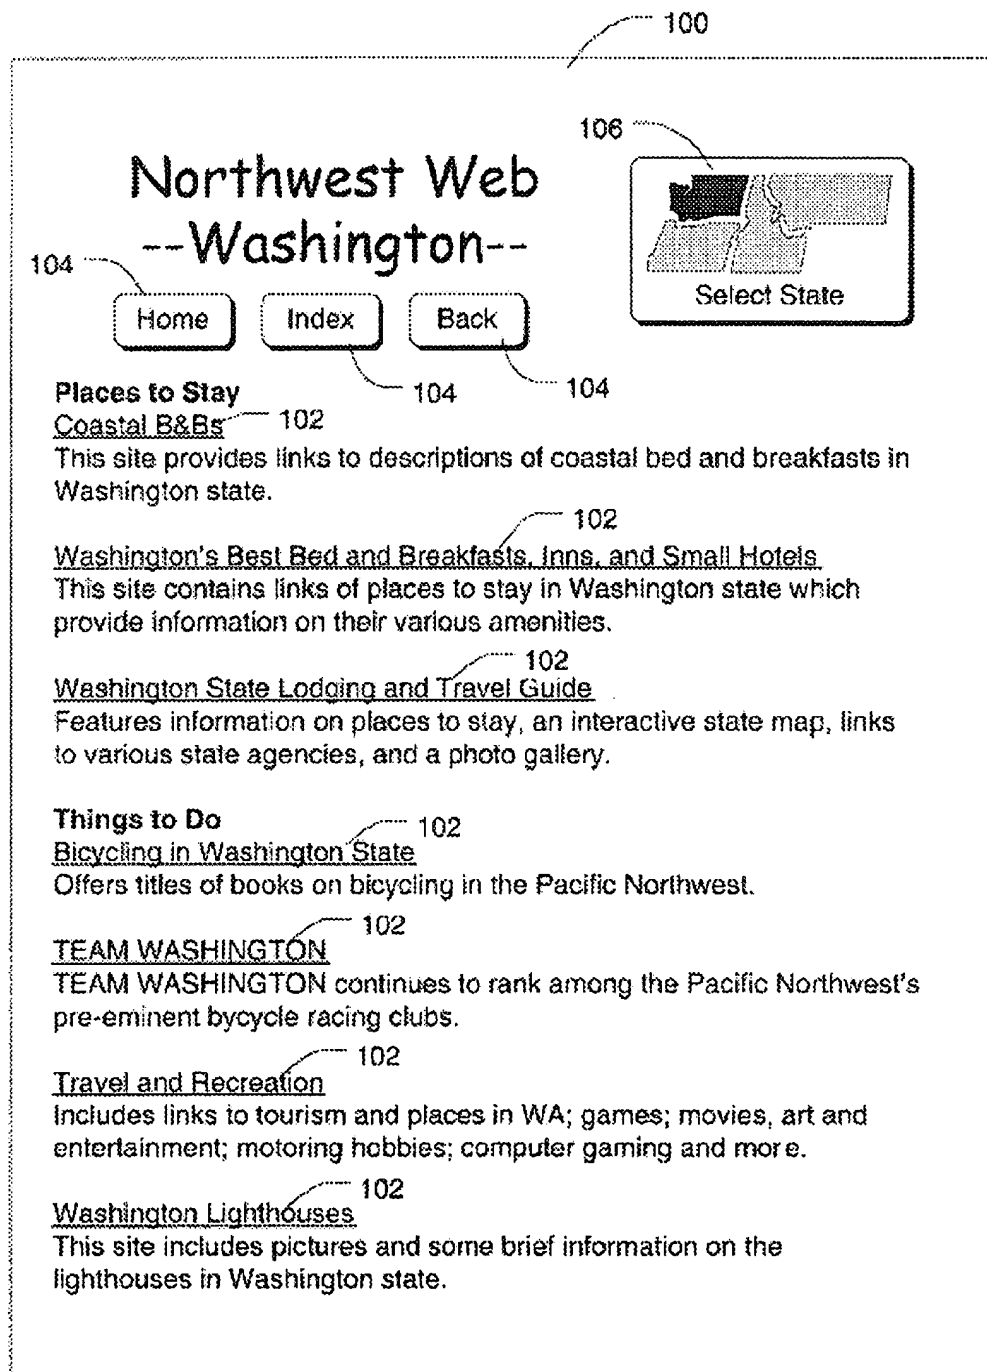 100
106
Northwest Web
--Washington--
104
Select State
Home Index Back
104 104
Places to Stay
Coastal B&Bs 102
This site provides links to descriptions of coastal bed and breakfasts in
Washington state.
102
Washington's Best Bed and Breakfasts, Inns, and Small Hotels
This site contains links of places to stay in Washington state which
provide information on their various amenities.
102
Washington State Lodging and Travel Guide
Features information on places to stay, an interactive state map, links
to various state agencies, and a photo gallery.
Things to Do
102
Bicycling in Washington State
Offers titles of books on bicycling in the Pacific Northwest.
102
TEAM WASHINGTON
TEAM WASHINGTON continues to rank among the Pacific Northwest's
pre-eminent bycycle racing clubs.
102
Travel and Recreation
Includes links to tourism and places in WA; games; movies, art and
entertainment; motoring hobbies; computer gaming and more.
102
Washington Lighthouses
This site includes pictures and some brief information on the
lighthouses in Washington state.